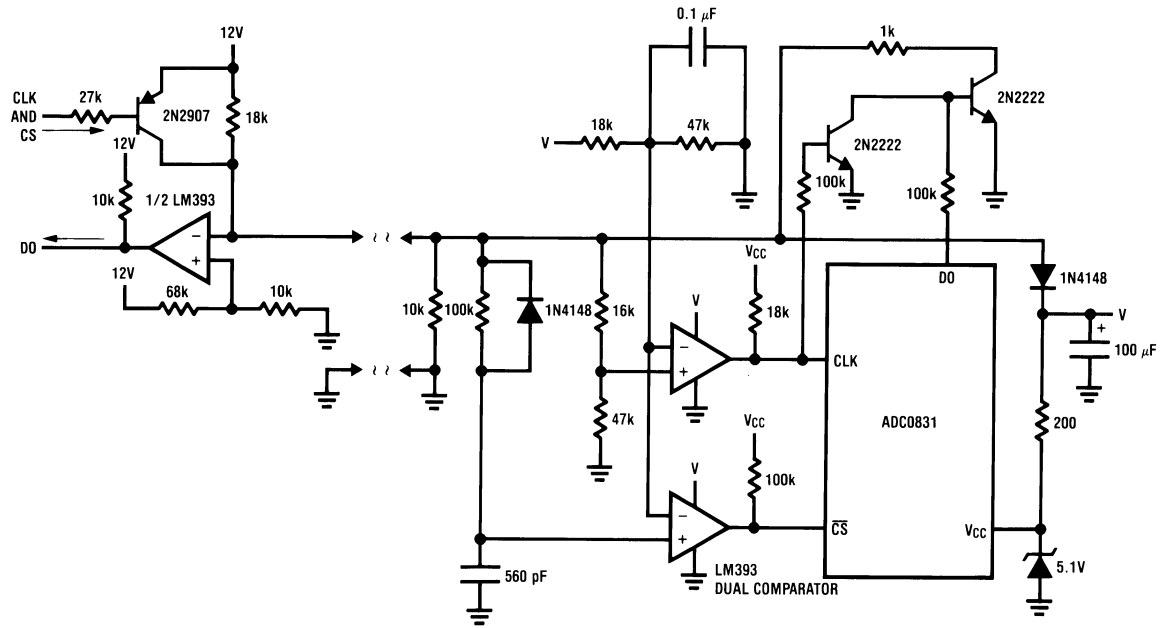 0.1 μF
1k
12V
2N2222
CLK
AND
CS
27k
2N2907
18k
12V
V
18k
47k
2N2222
100k
100k
10k
1/2 LM393
DO
−
+
12V
68k
10k
10k
100k
1N4148
16k
VCC
18k
V
−
+
CLK
DO
1N4148
V
+
100 μF
47k
ADC0831
200
VCC
100k
V
−
+
CS
VCC
560 pF
LM393
DUAL COMPARATOR
5.1V